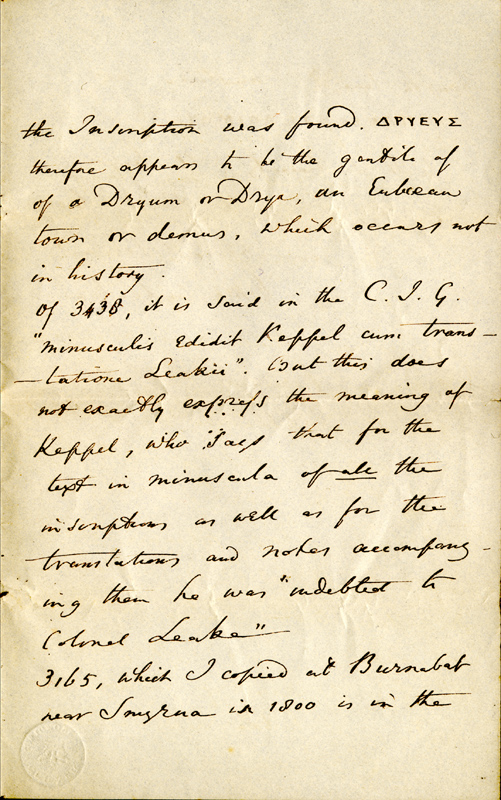 the Inscription was found. ΔΡΥΕΥΣ
therefore appears to be the gentile of
of a Dryum or Drya, an Eubœan
town or demus, which occurs not
in history.
Of 3438, it is said in the C. I. G.
"minusculis edidit Keppel cum trans-
-latione Leakii". But this does
not exactly express the meaning of
Keppel, who says that for the
text in minuscula of all the
inscriptions as well as for the
translations and notes accompany-
ing them he was "indebted to
Colonel Leake"
3165, which I copied at Burnabat
near Smyrna in 1800 is in the